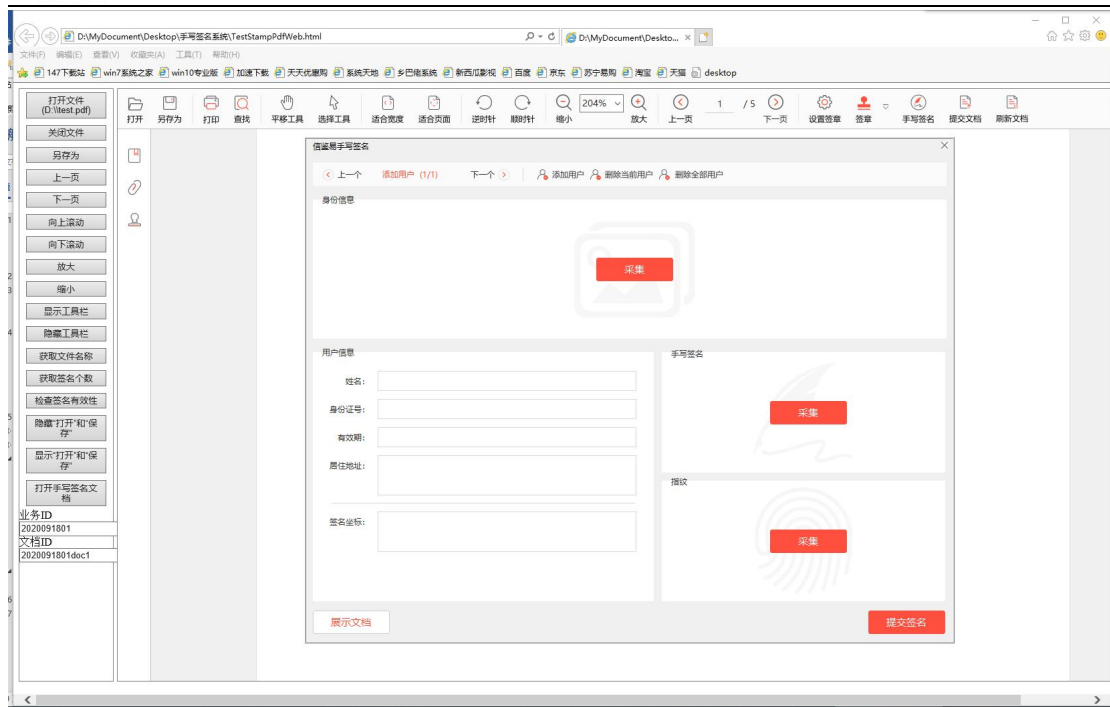 D:\MyDocument\Desktop\手写签名系统\TestStampPdfWeb.html
D:\MyDocument\Deskto...
文件(F) 编辑(E) 查看(V) 收藏夹(A) 工具(T) 帮助(H)
147下载站 win7系统之家 win10专业版 加速下载 天天优惠购 系统天地 乡巴佬系统 新西瓜影视 百度 京东 苏宁易购 淘宝 天猫 desktop
打开文件
(D:\\test.pdf)
关闭文件
另存为
上一页
下一页
向上滚动
向下滚动
放大
缩小
显示工具栏
隐藏工具栏
获取文件名称
获取签名个数
检查签名有效性
隐藏"打开"和"保
存"
显示"打开"和"保
存"
打开手写签名文
档
业务ID
2020091801
文档ID
2020091801doc1
204% 1 / 5
打开 另存为 打印 查找 平移工具 选择工具 适合宽度 适合页面 逆时针 顺时针 缩小 放大 上一页 下一页 设置签章 签章 手写签名 提交文档 刷新文档
信鉴易手写签名
上一个 添加用户 (1/1) 下一个 添加用户 删除当前用户 删除全部用户
身份信息
采集
用户信息
姓名:
身份证号:
有效期:
居住地址:
签名坐标:
手写签名
采集
指纹
采集
展示文档 提交签名